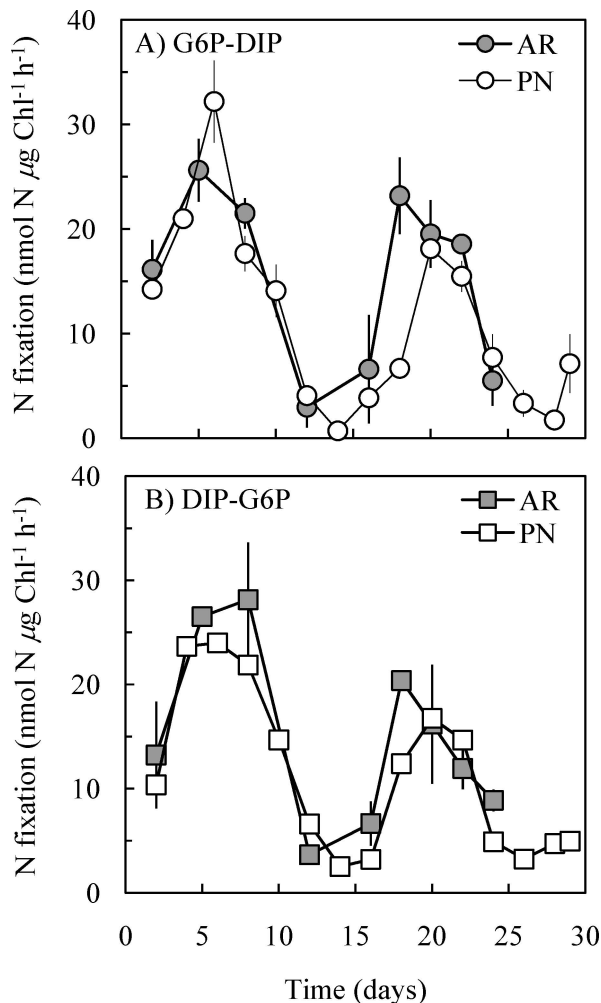 A) G6P-DIP
AR
PN
40
30
20
10
0
N fixation (nmol N µg Chl⁻¹ h⁻¹)
B) DIP-G6P
AR
PN
40
30
20
10
0
N fixation (nmol N µg Chl⁻¹ h⁻¹)
0 5 10 15 20 25 30
Time (days)